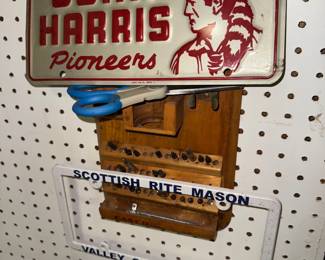 HARRIS
Pioneers
SCOTTISH RITE MASON
VALLEY